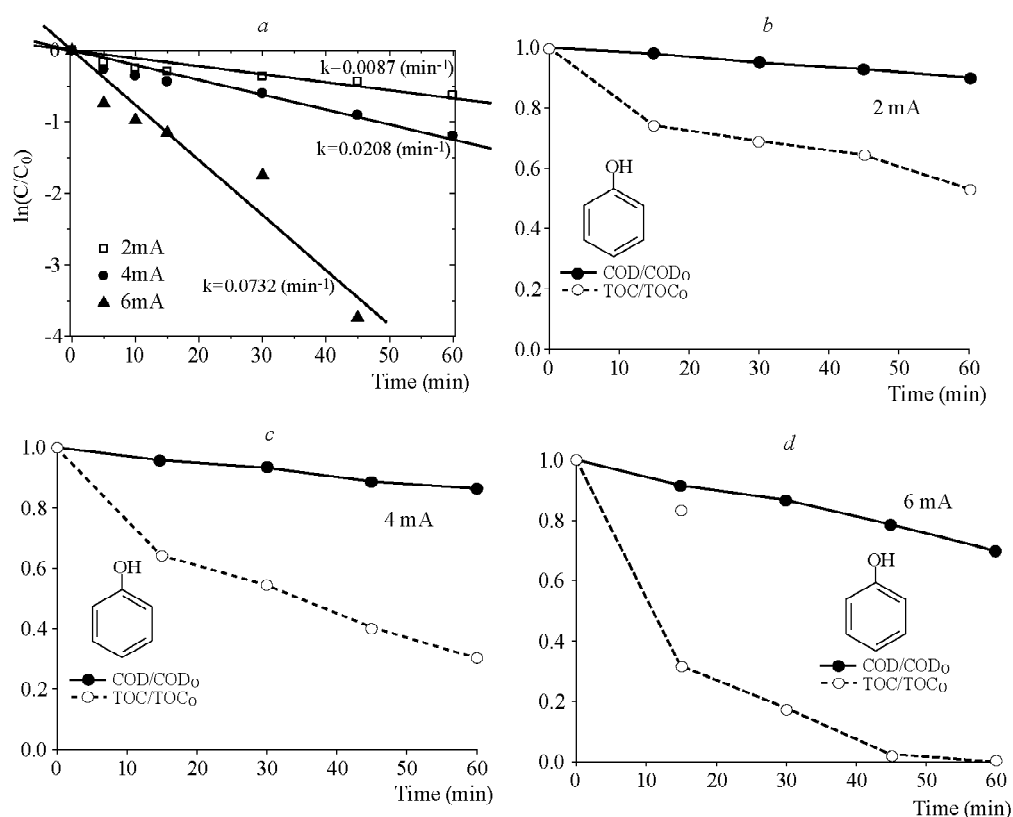 a
0
-1
-2
-3
-4
ln(C/C₀)
k=0.0087 (min⁻¹)
k=0.0208 (min⁻¹)
k=0.0732 (min⁻¹)
2mA
4mA
6mA
0 10 20 30 40 50 60
Time (min)
b
1.0
0.8
0.6
0.4
0.2
0.0
2 mA
OH
COD/COD₀
TOC/TOC₀
0 10 20 30 40 50 60
Time (min)
c
1.0
0.8
0.6
0.4
0.2
0.0
4 mA
OH
COD/COD₀
TOC/TOC₀
0 10 20 30 40 50 60
Time (min)
d
1.0
0.8
0.6
0.4
0.2
0.0
6 mA
OH
COD/COD₀
TOC/TOC₀
0 10 20 30 40 50 60
Time (min)